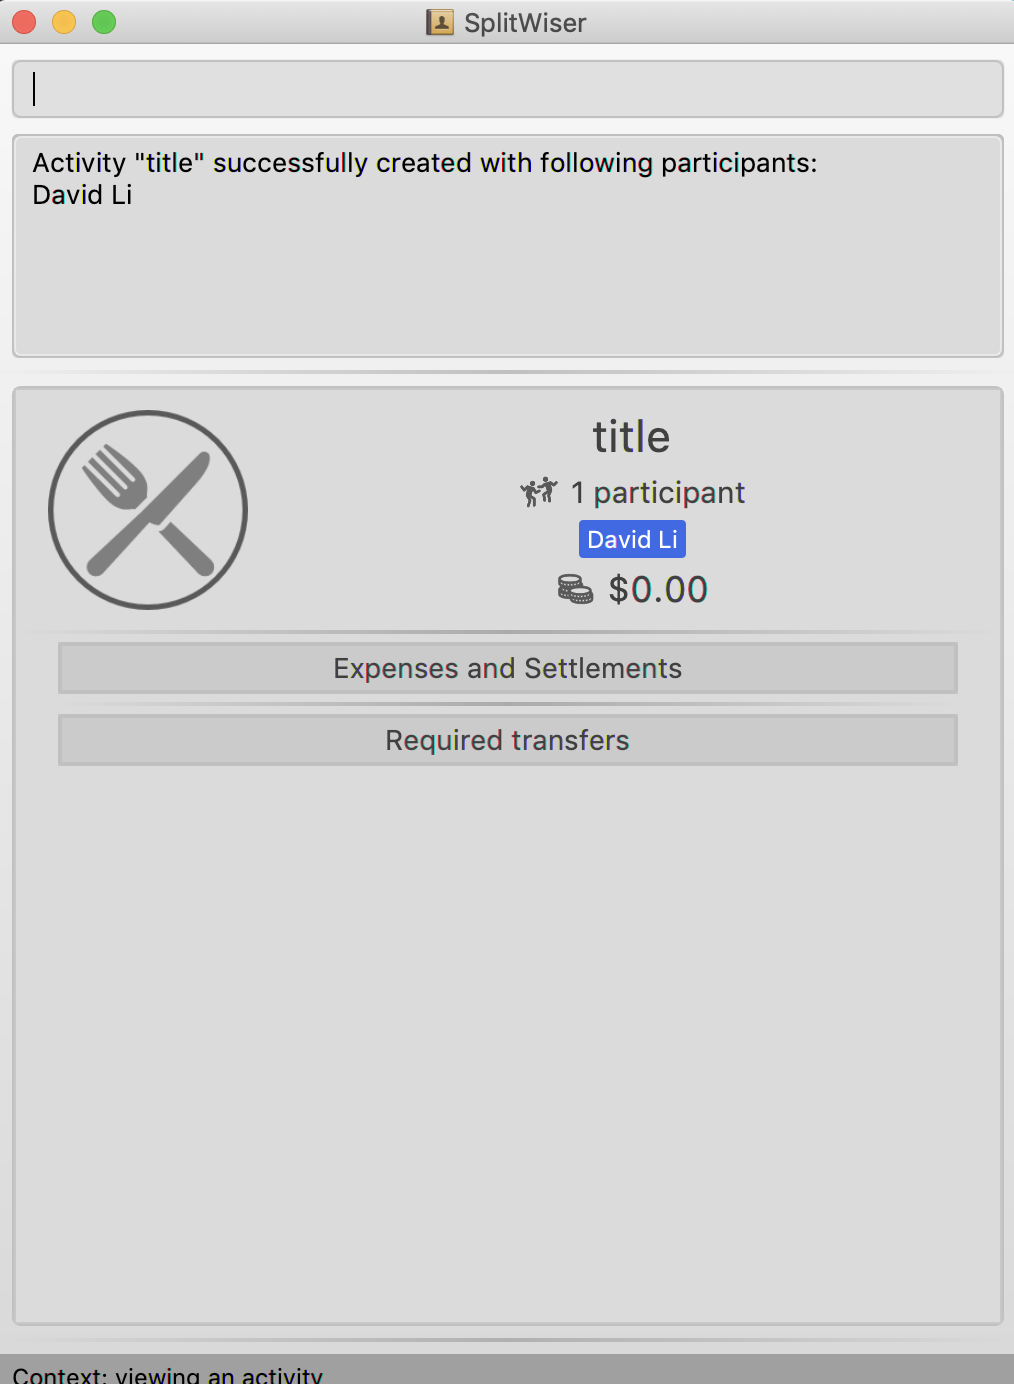 SplitWiser
Activity "title" successfully created with following participants:
David Li
title
1 participant
David Li
$0.00
Expenses and Settlements
Required transfers
Context: viewing an activity